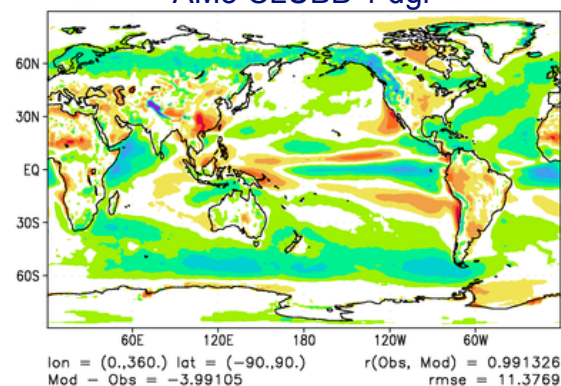 60N
30N
EQ
30S
60S
60E 120E 180 120W 60W
lon = (0.,360.) lat = (-90.,90.) r(Obs, Mod) = 0.991326
Mod - Obs = -3.99105 rmse = 11.3769